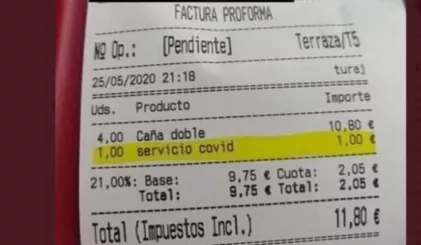 FACTURA PROFORMA
Nº Op.: [Pendiente] Terraza/T5
25/05/2020 21:18 turaj
Uds. Producto Importe
4,00 Caña doble 10,80 €
1,00 servicio covid 1,00 €
21,00%: Base: 9,75 € Cuota: 2,05 €
Total: 9,75 € Total: 2,05 €
Total (Impuestos Incl.) 11,80 €